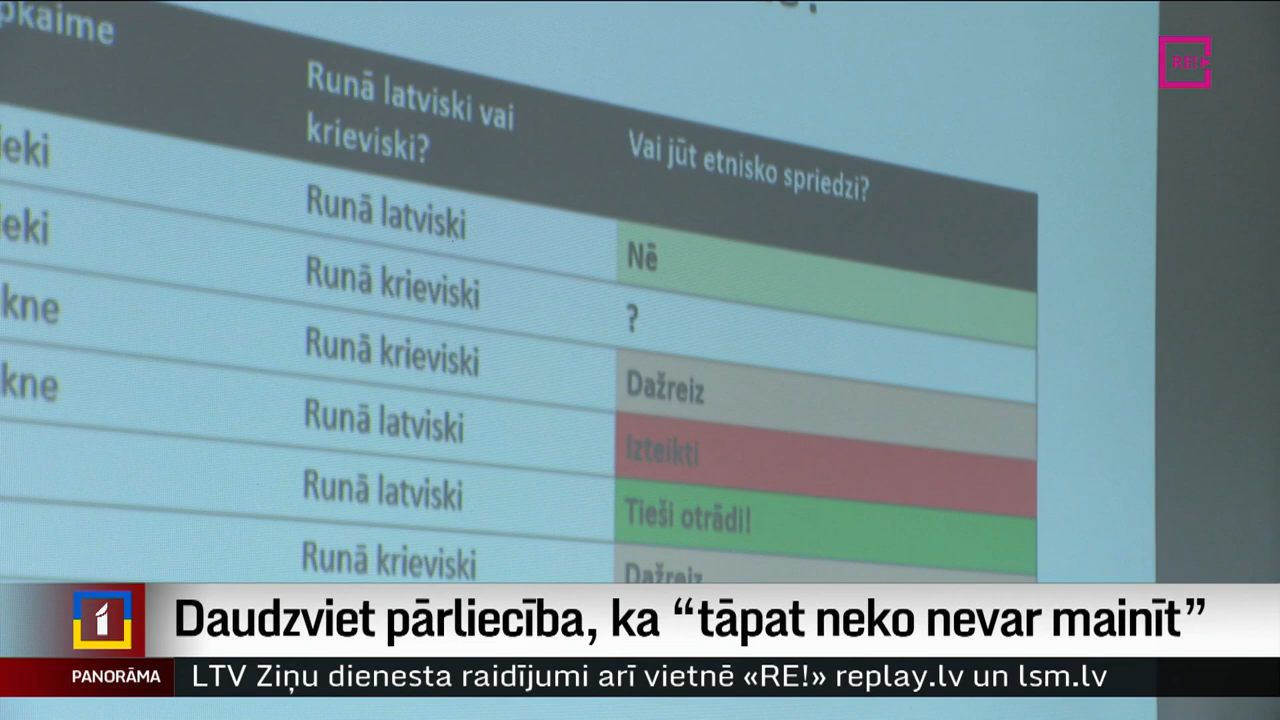 pkaime
Runā latviski vai
krieviski?
Vai jūt etnisko spriedzi?
RE!
ieki
Runā latviski
Nē
ieki
Runā krieviski
?
kne
Runā krieviski
Dažreiz
kne
Runā latviski
Izteikti
Runā latviski
Tieši otrādi!
Runā krieviski
Dažreiz
1
Daudzviet pārliecība, ka “tāpat neko nevar mainīt”
PANORĀMA
LTV Ziņu dienesta raidījumi arī vietnē «RE!» replay.lv un lsm.lv